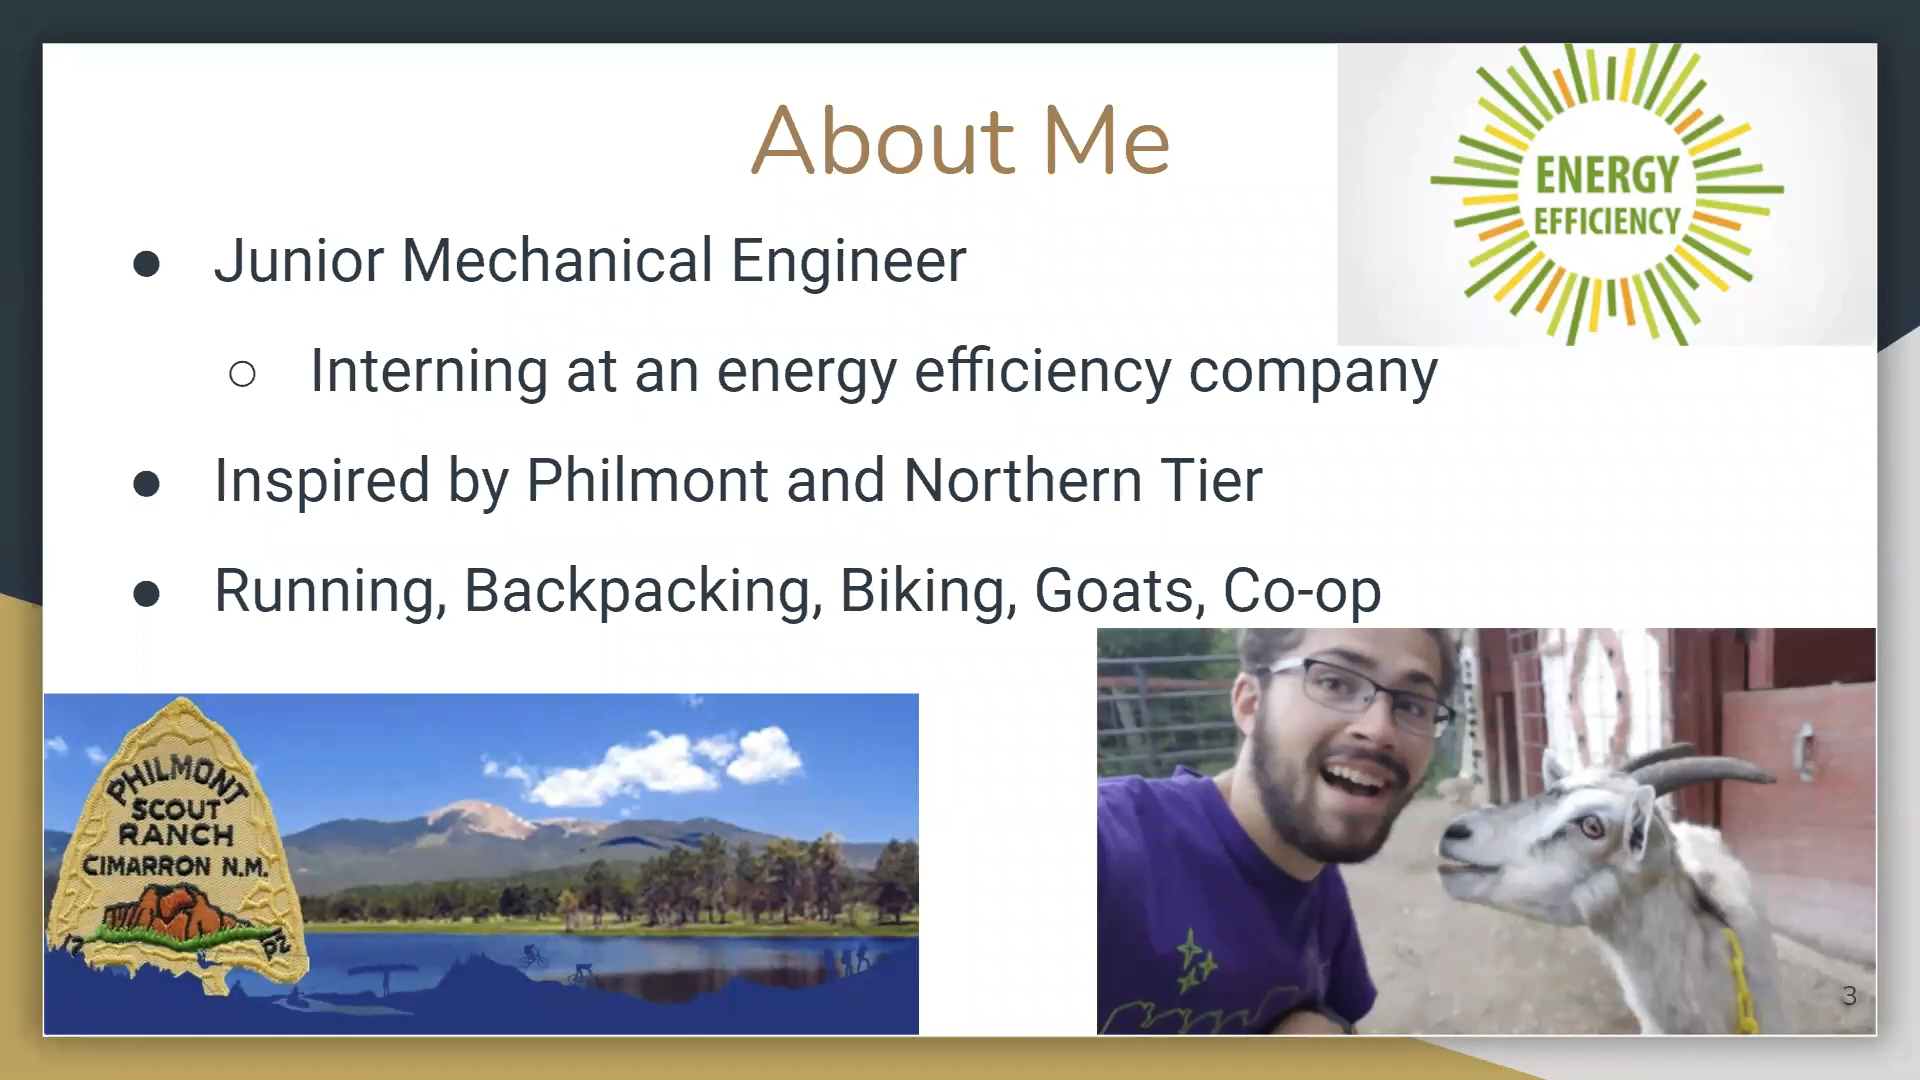 About Me
ENERGY
EFFICIENCY
● Junior Mechanical Engineer
○ Interning at an energy efficiency company
● Inspired by Philmont and Northern Tier
● Running, Backpacking, Biking, Goats, Co-op
PHILMONT
SCOUT
RANCH
CIMARRON N.M.
3